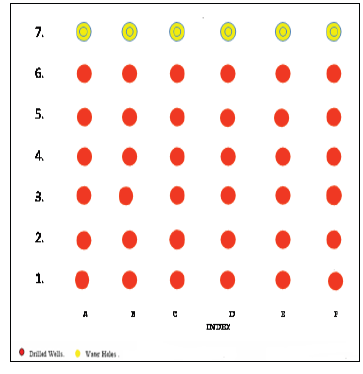 7.
6.
5.
4.
3.
2.
1.
A B C D E F
INDEX
Drilled Wells. Water Holes.